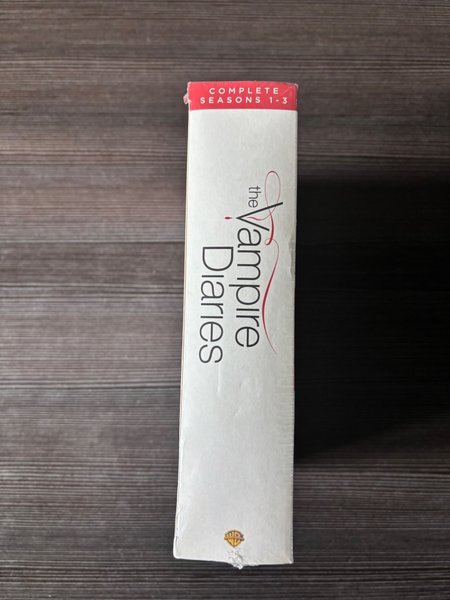 COMPLETE
SEASONS 1-3
the Vampire
Diaries